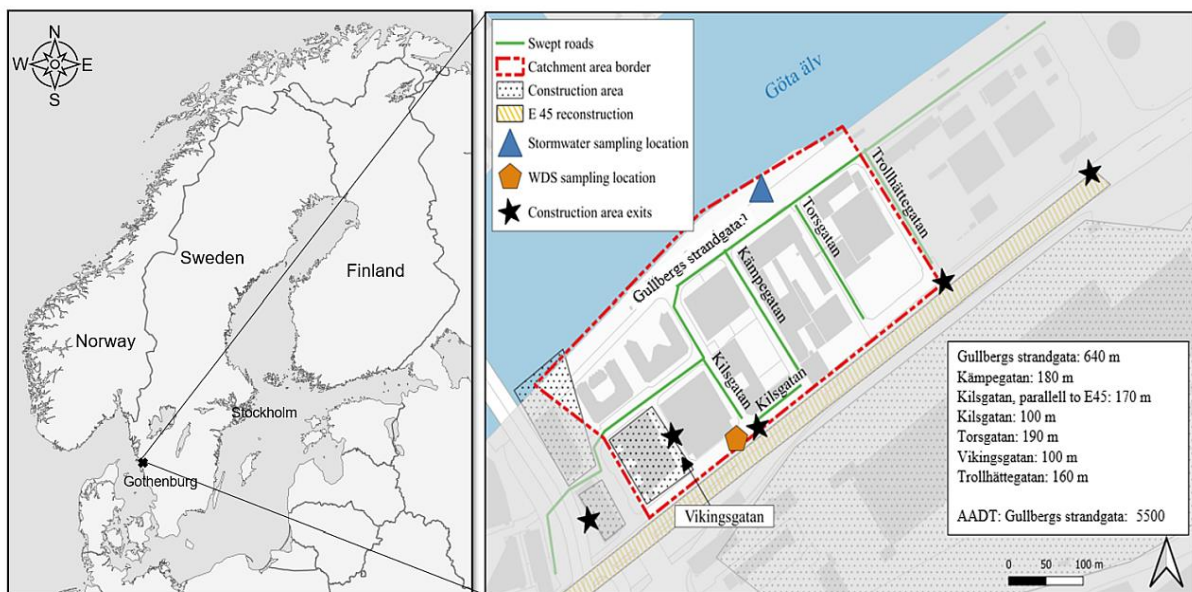 N
W
E
S
Norway
Sweden
Finland
Stockholm
Gothenburg
Swept roads
Catchment area border
Construction area
E 45 reconstruction
Stormwater sampling location
WDS sampling location
Construction area exits
Göta älv
Trollhättegatan
Torsgatan
Gullbergs strandgata:¹
Kämpegatan
Kilsgatan
Kilsgatan
Vikingsgatan
Gullbergs strandgata: 640 m
Kämpegatan: 180 m
Kilsgatan, parallell to E45: 170 m
Kilsgatan: 100 m
Torsgatan: 190 m
Vikingsgatan: 100 m
Trollhättegatan: 160 m
AADT: Gullbergs strandgata: 5500
0 50 100 m